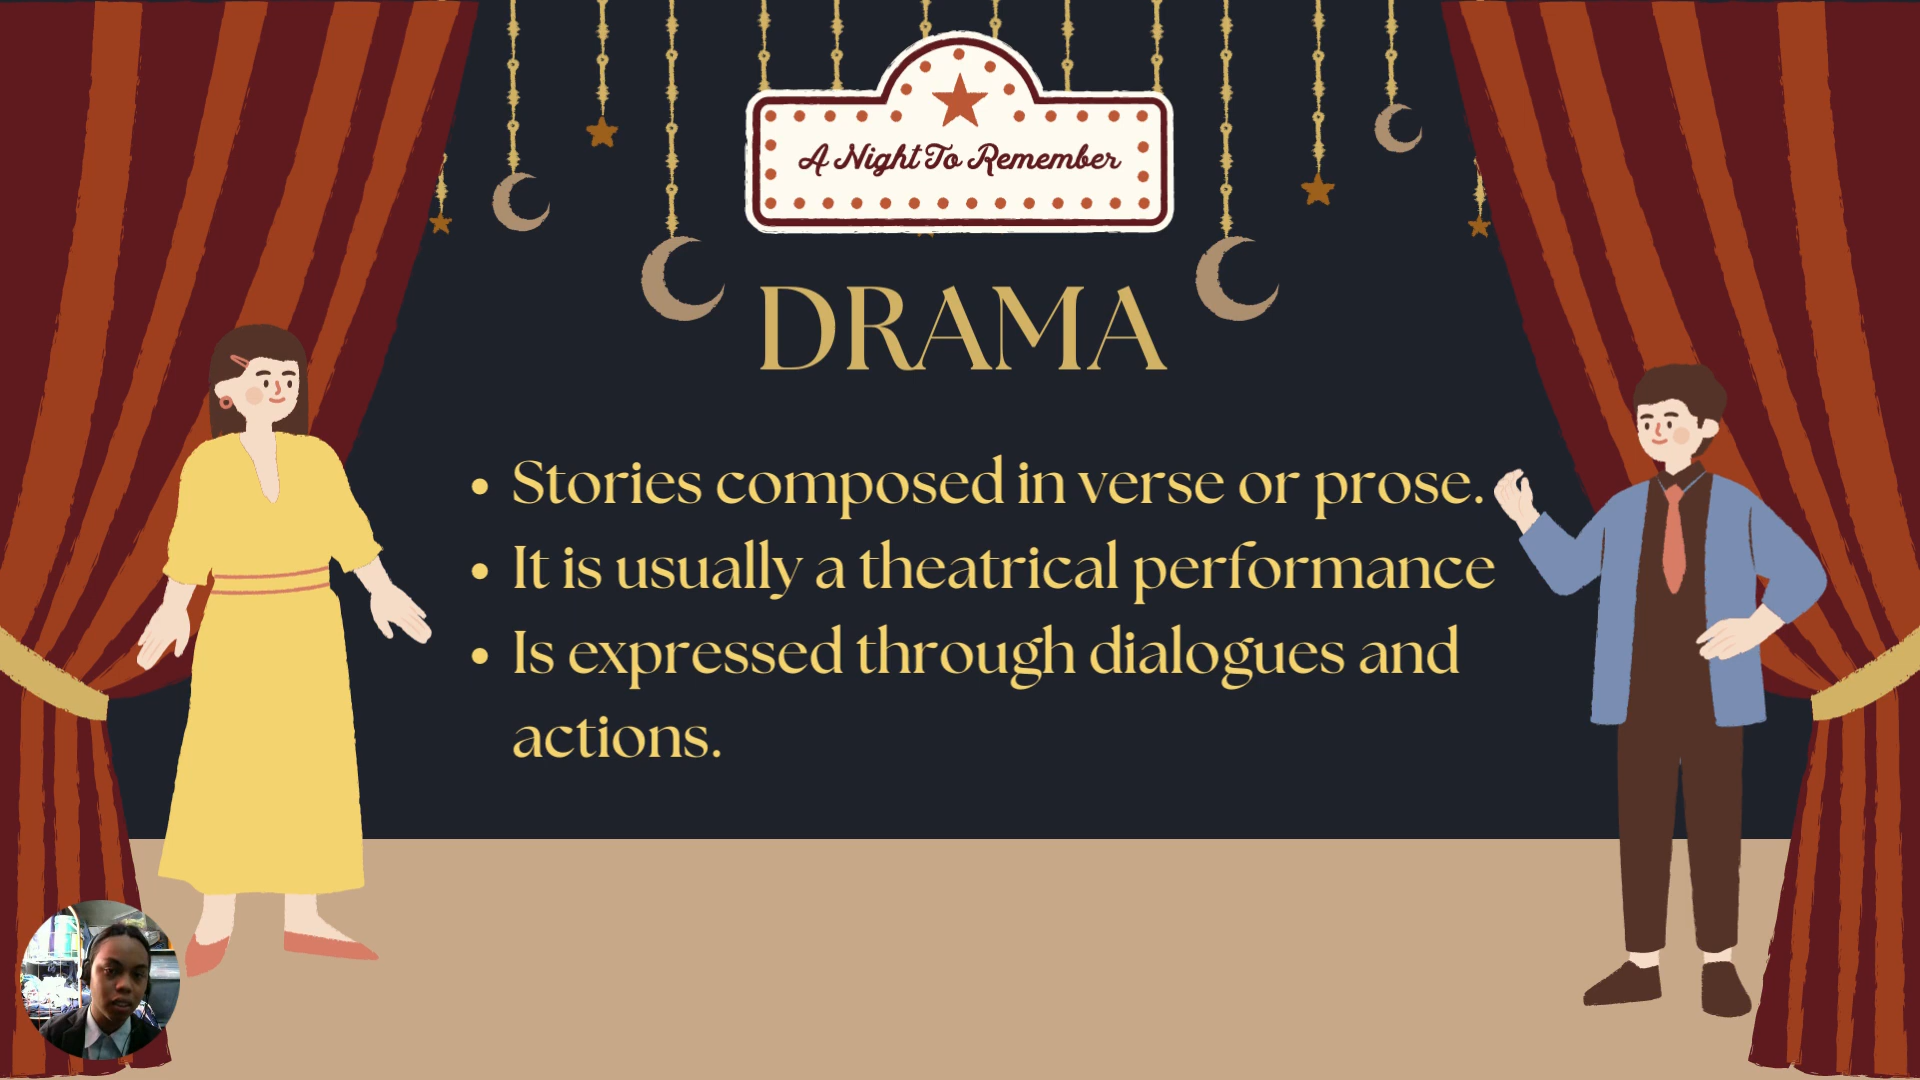 A Night To Remember
DRAMA
• Stories composed in verse or prose.
• It is usually a theatrical performance
• Is expressed through dialogues and
actions.